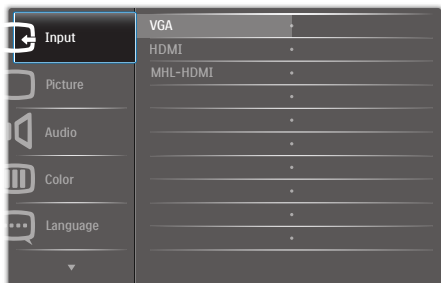 Input
Picture
Audio
Color
Language
VGA
HDMI
MHL-HDMI